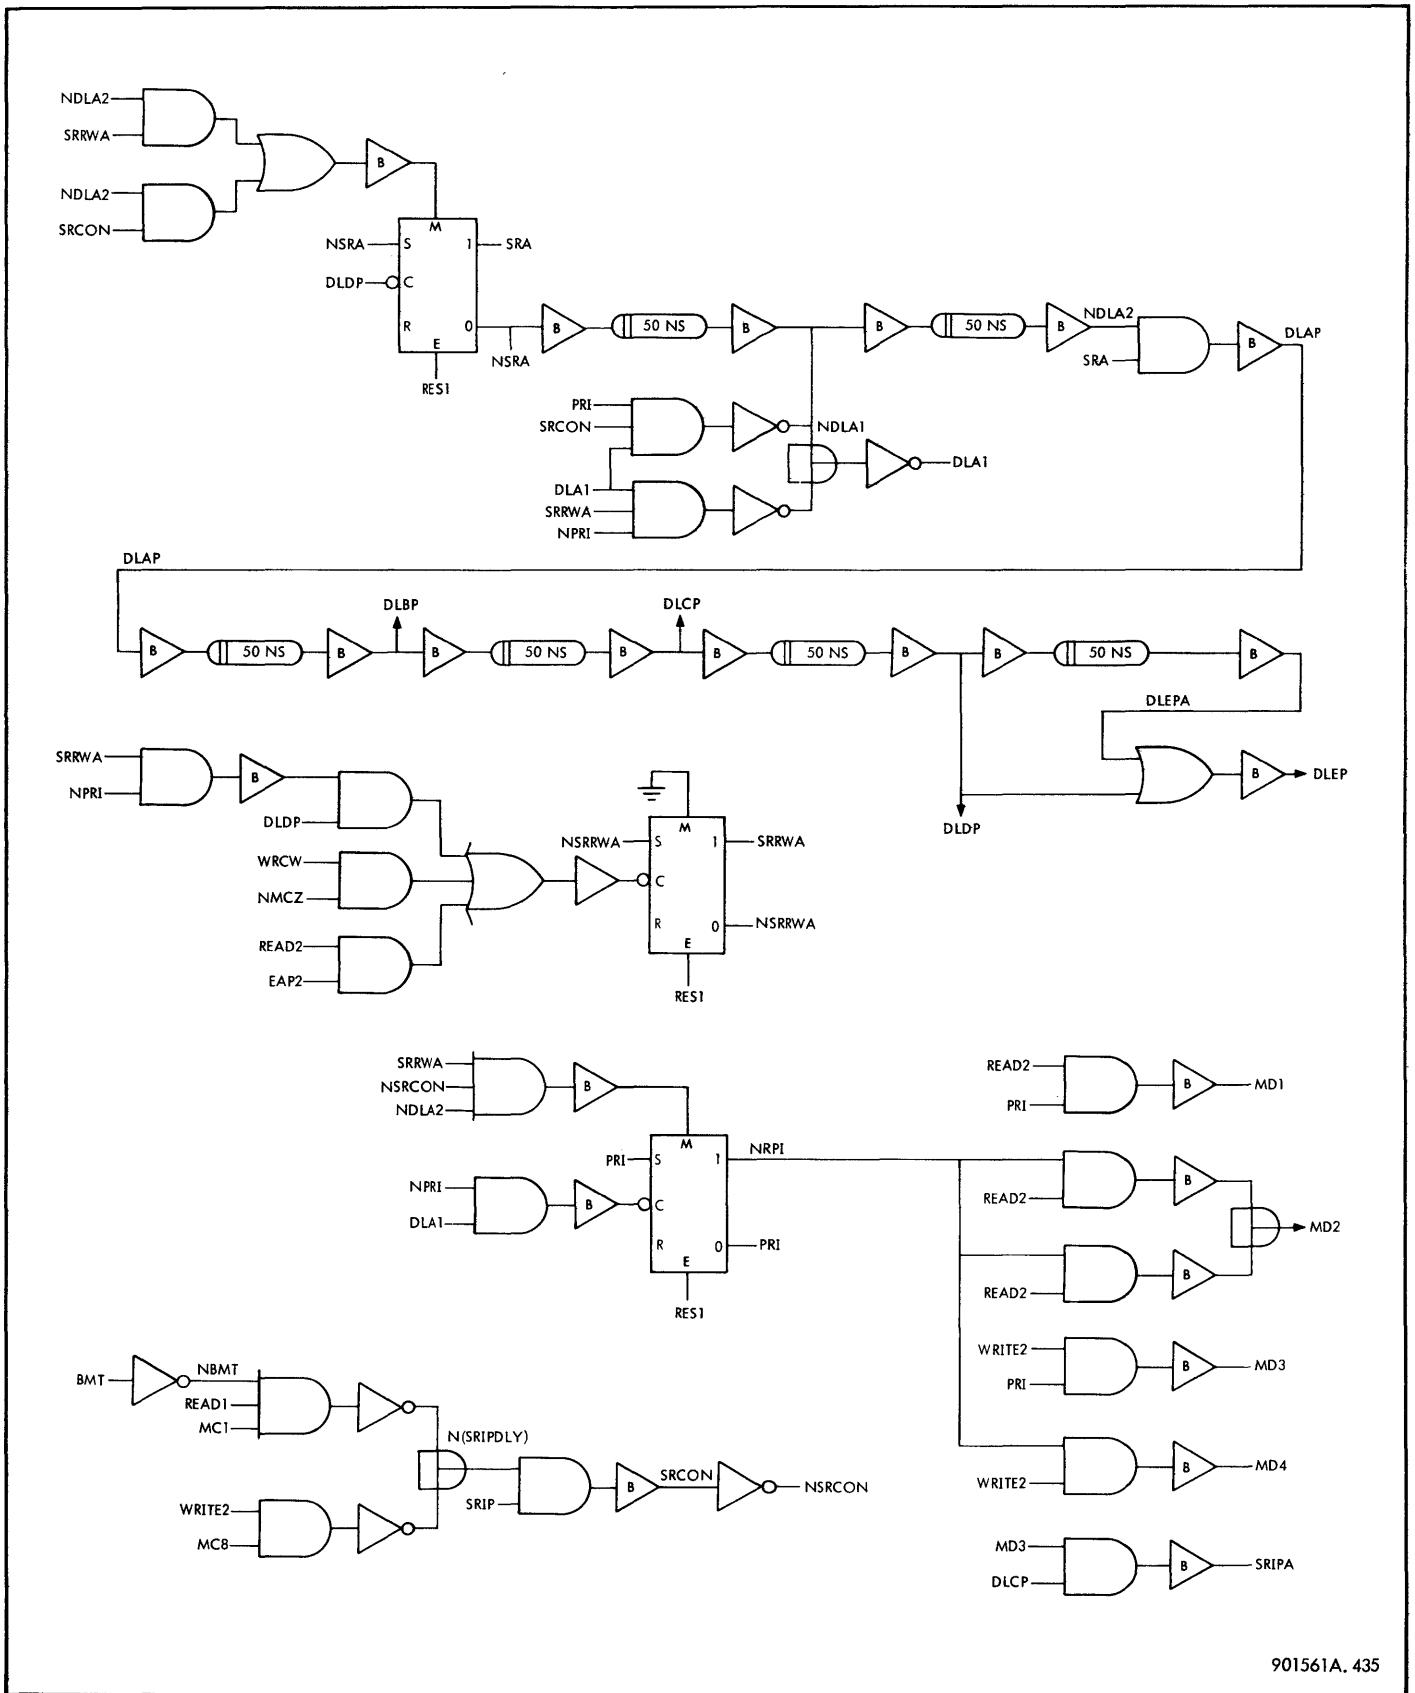 NDLA2
SRRWA
B
NDLA2
SRCON
M
NSRA S 1 SRA
DLDP C
R 0
E
NSRA
RES1
B 50 NS B B 50 NS B NDLA2
SRA
B DLAP
PRI
SRCON
NDLA1
DLA1
DLA1
SRRWA
NPRI
DLAP
DLBP
DLCP
B 50 NS B B 50 NS B B 50 NS B B 50 NS B
DLEPA
B DLEP
DLDP
SRRWA
NPRI
B
DLDP
WRCW
NMCZ
READ2
EAP2
M
NSRRWA S 1 SRRWA
C
R 0 NSRRWA
E
RES1
SRRWA
NSRCON
NDLA2
B
M
PRI S 1 NRPI
NPRI
DLA1
B C
R 0 PRI
E
RES1
READ2
PRI
B MD1
READ2
B
MD2
READ2
B
WRITE2
PRI
B MD3
WRITE2
B MD4
MD3
DLCP
B SRIPA
BMT NBMT
READ1
MC1
N(SRIPDLY)
WRITE2
MC8
SRIP
B SRCON NSRCON
901561A. 435